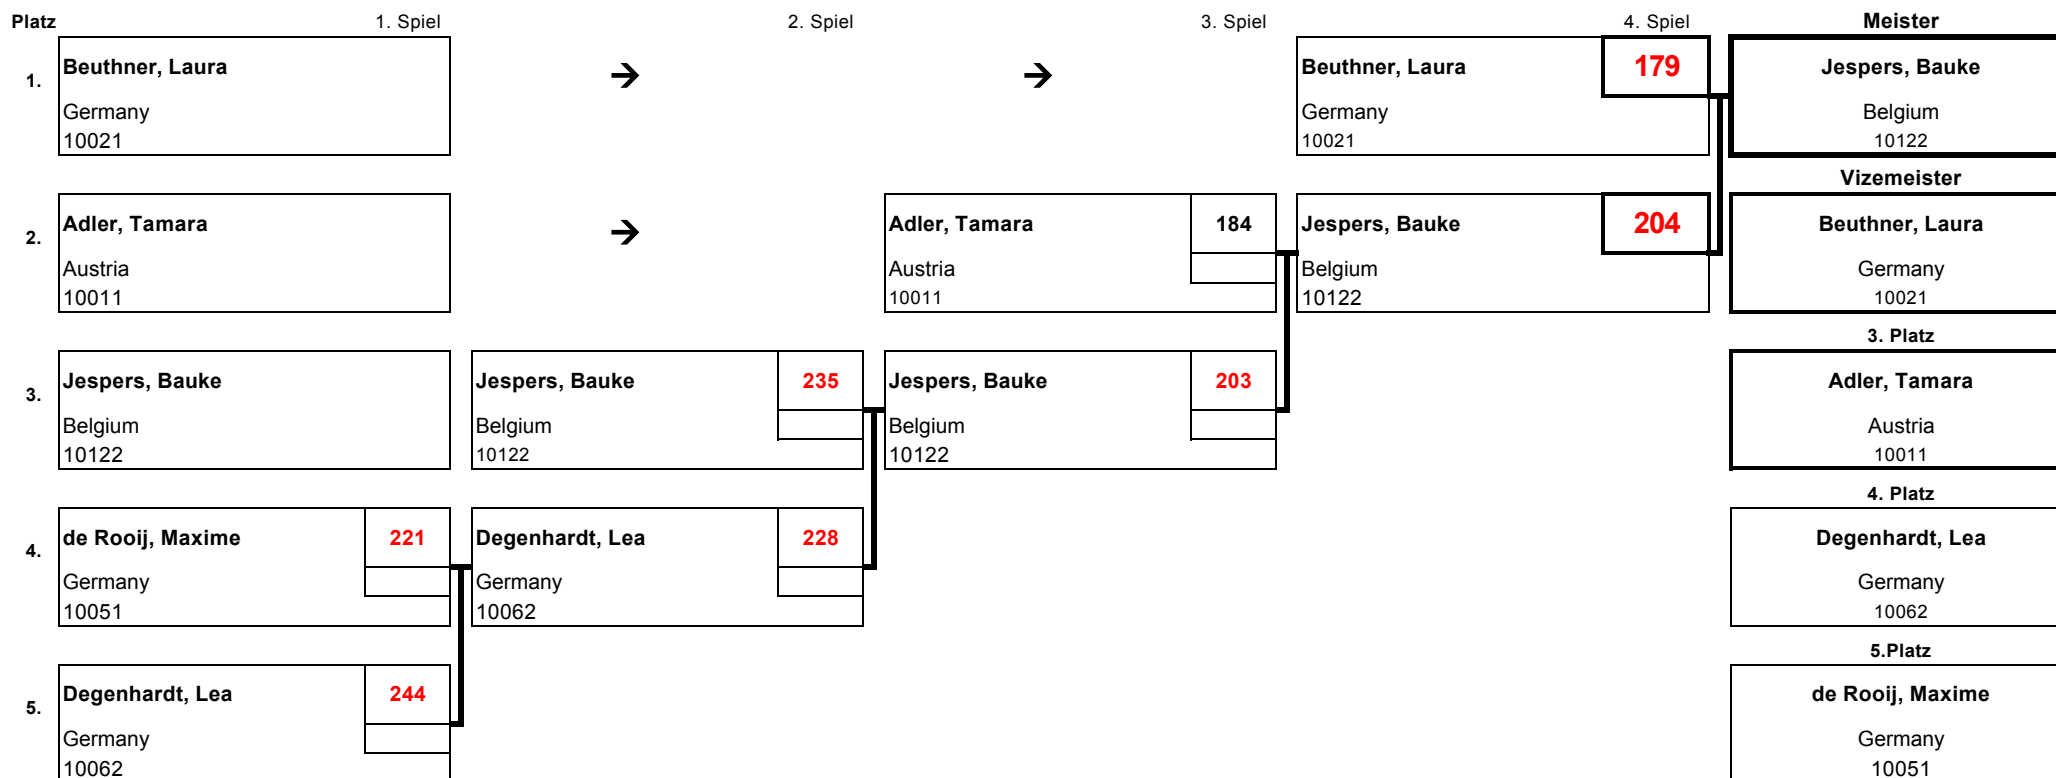 Platz 1. Spiel 2. Spiel 3. Spiel 4. Spiel Meister
1. Beuthner, Laura → → Beuthner, Laura 179 Jespers, Bauke
Germany Germany Belgium
10021 10021 10122
Vizemeister
2. Adler, Tamara → Adler, Tamara 184 Jespers, Bauke 204 Beuthner, Laura
Austria Austria Belgium Germany
10011 10011 10122 10021
3. Platz
3. Jespers, Bauke Jespers, Bauke 235 Jespers, Bauke 203 Adler, Tamara
Belgium Belgium Belgium Austria
10122 10122 10122 10011
4. Platz
4. de Rooij, Maxime 221 Degenhardt, Lea 228 Degenhardt, Lea
Germany Germany Germany
10051 10062 10062
5.Platz
5. Degenhardt, Lea 244 de Rooij, Maxime
Germany Germany
10062 10051